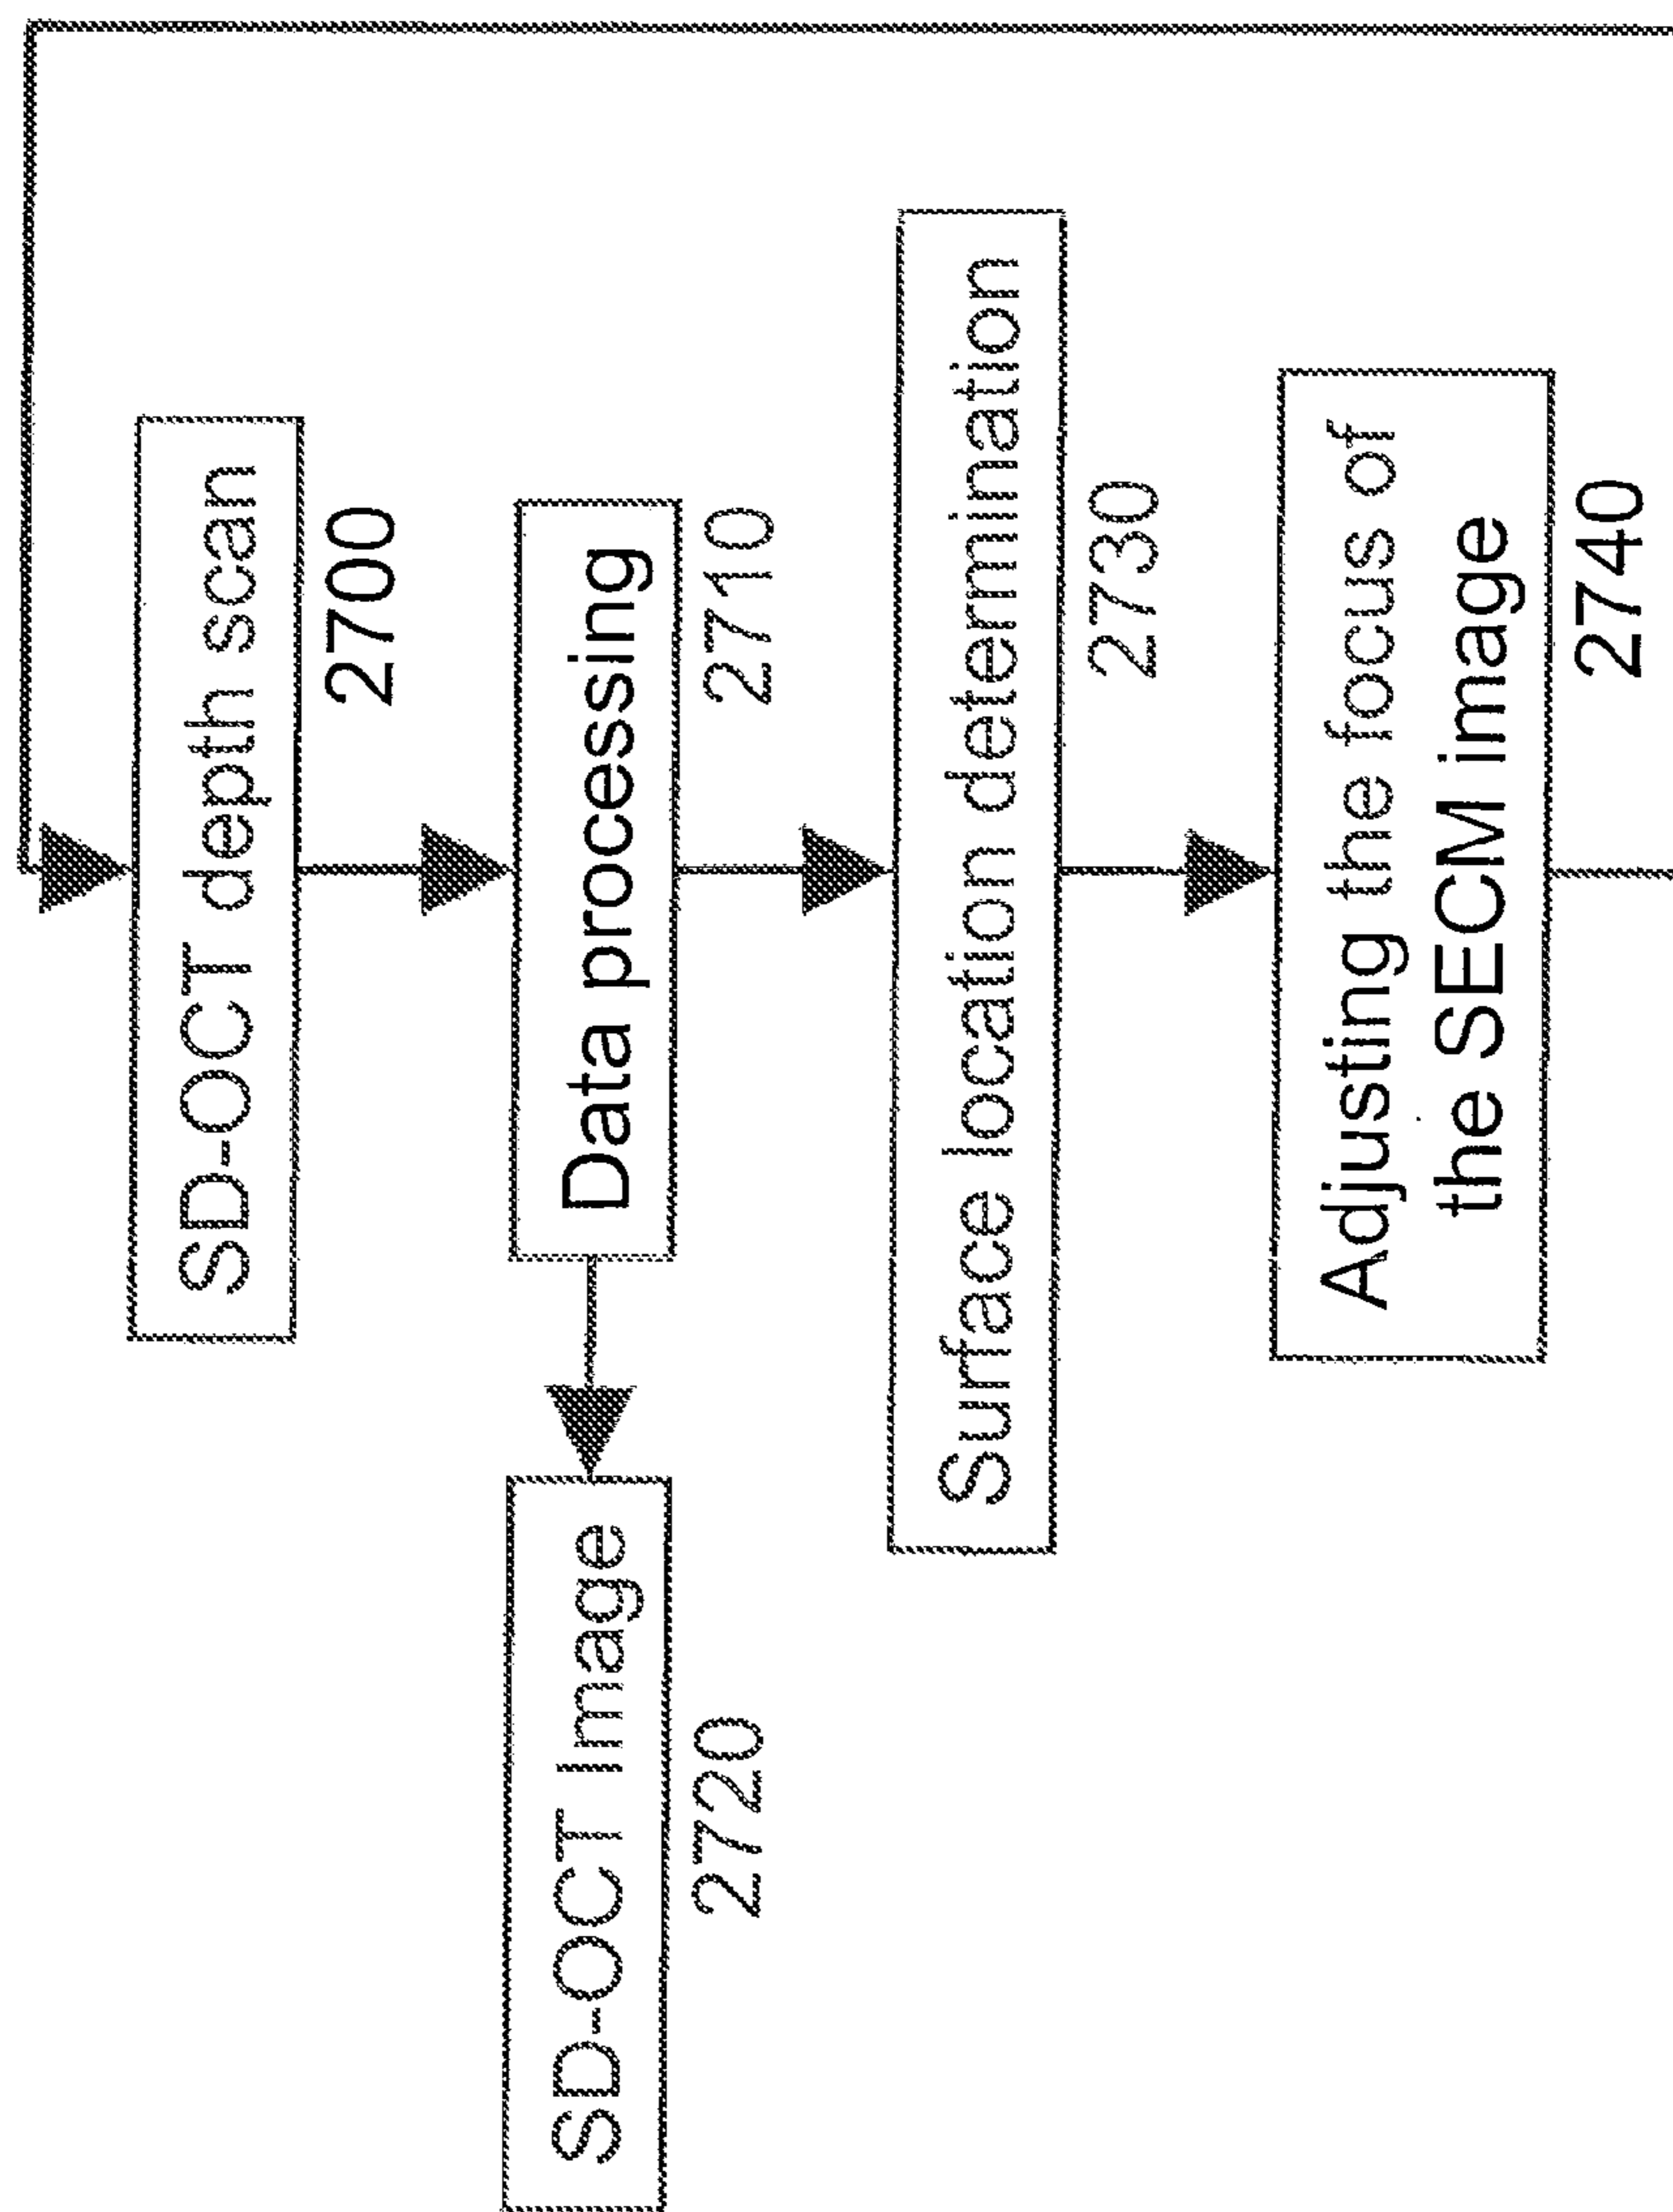 SD-OCT depth scan
2700
Data processing
2710
SD-OCT Image
2720
Surface location determination
2730
Adjusting the focus of
the SECM image
2740